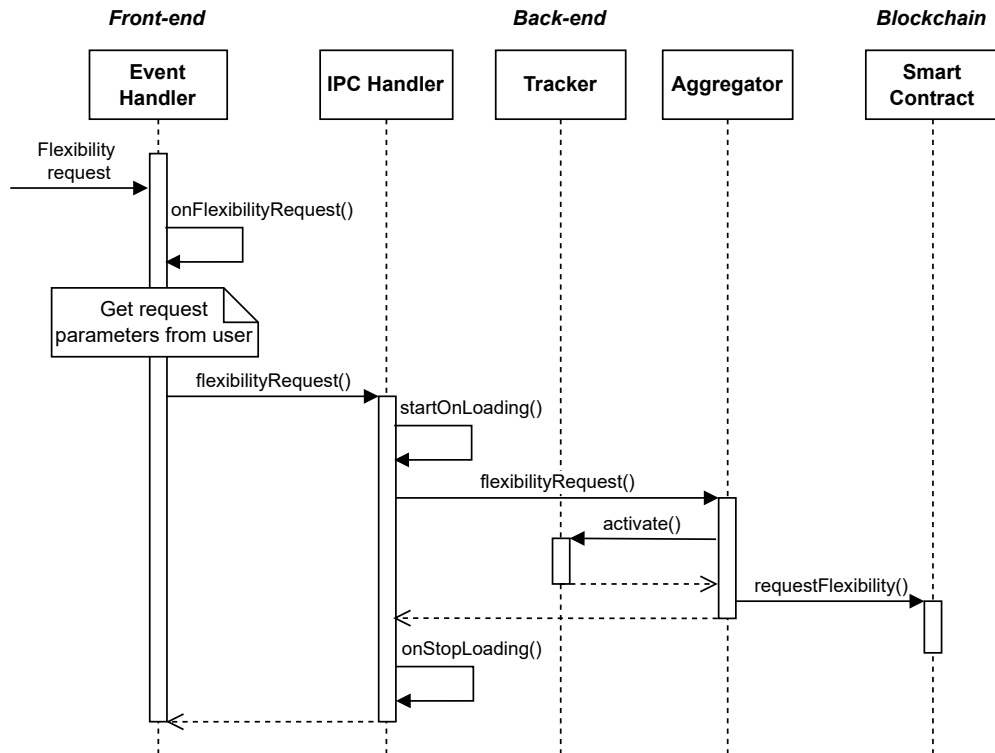 Front-end
Back-end
Blockchain
Event
Handler
IPC Handler
Tracker
Aggregator
Smart
Contract
Flexibility
request
onFlexibilityRequest()
Get request
parameters from user
flexibilityRequest()
startOnLoading()
flexibilityRequest()
activate()
requestFlexibility()
onStopLoading()